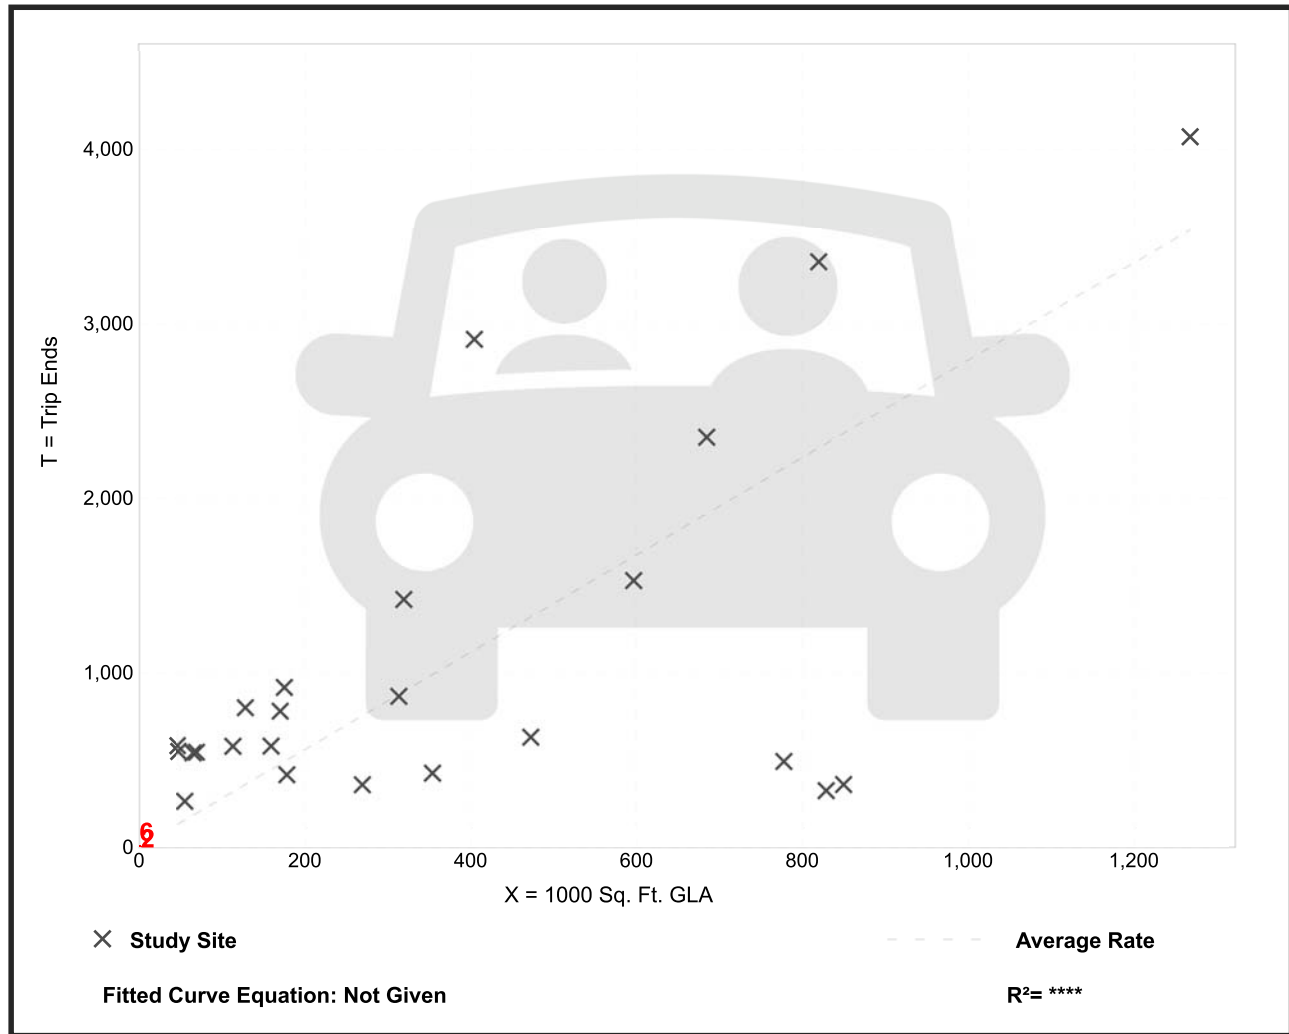 4,000
3,000
2,000
1,000
0
T = Trip Ends
6
2
0 200 400 600 800 1,000 1,200
X = 1000 Sq. Ft. GLA
Study Site Average Rate
Fitted Curve Equation: Not Given R²= ****